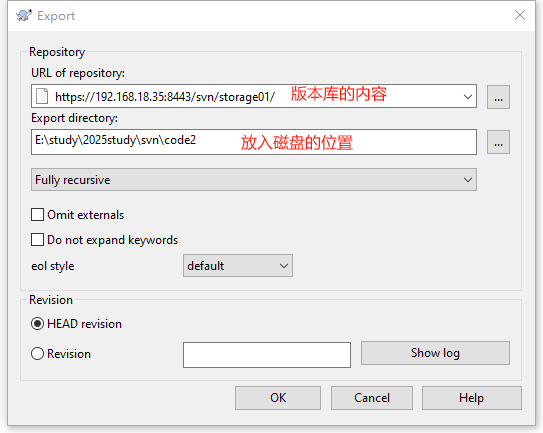 Export
Repository
URL of repository:
https://192.168.18.35:8443/svn/storage01/ 版本库的内容
...
Export directory:
E:\study\2025study\svn\code2 放入磁盘的位置
...
Fully recursive
Omit externals
Do not expand keywords
eol style default
Revision
HEAD revision
Revision
Show log
OK Cancel Help